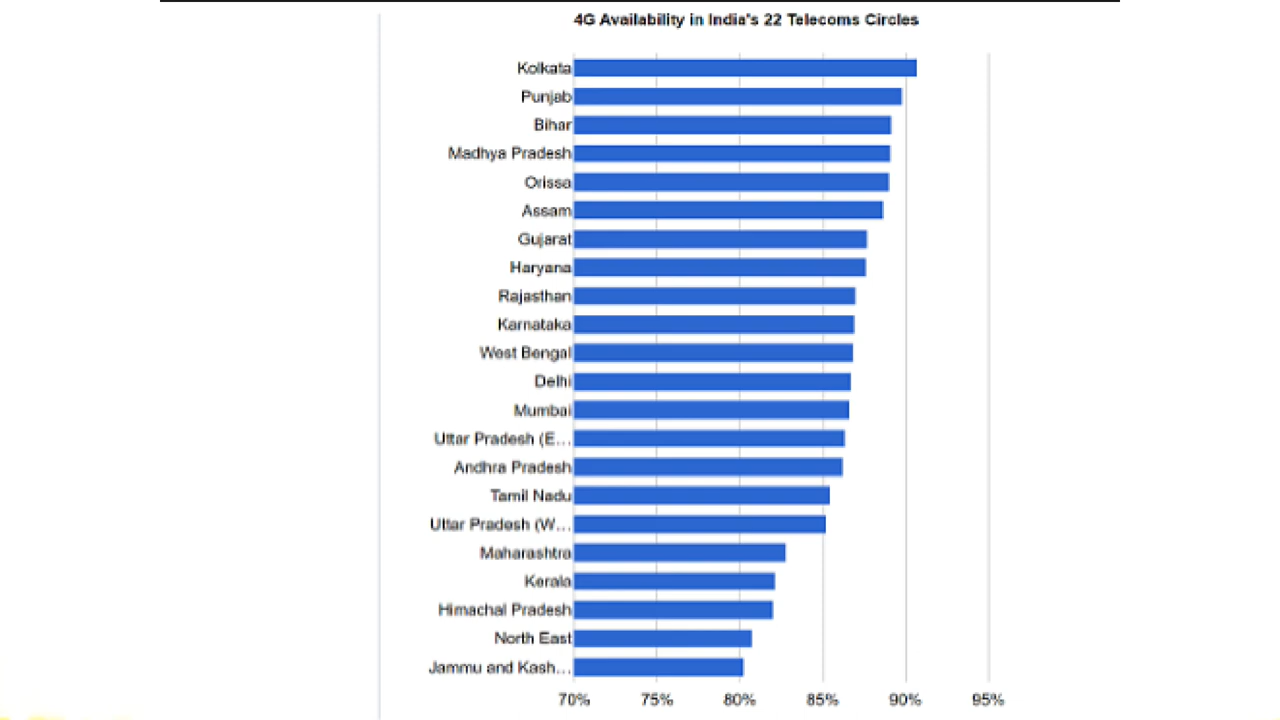 4G Availability in India's 22 Telecoms Circles
Kolkata
Punjab
Bihar
Madhya Pradesh
Orissa
Assam
Gujarat
Haryana
Rajasthan
Karnataka
West Bengal
Delhi
Mumbai
Uttar Pradesh (E...
Andhra Pradesh
Tamil Nadu
Uttar Pradesh (W...
Maharashtra
Kerala
Himachal Pradesh
North East
Jammu and Kash...
70% 75% 80% 85% 90% 95%